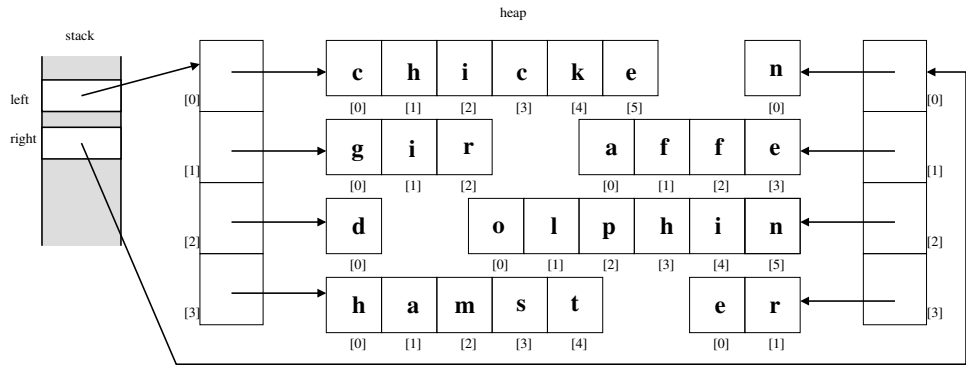 heap
stack
left
right
[0]
[1]
[2]
[3]
c h i c k e
[0] [1] [2] [3] [4] [5]
n
[0]
[0]
g i r
[0] [1] [2]
a f f e
[0] [1] [2] [3]
[1]
d
[0]
o l p h i n
[0] [1] [2] [3] [4] [5]
[2]
h a m s t
[0] [1] [2] [3] [4]
e r
[0] [1]
[3]